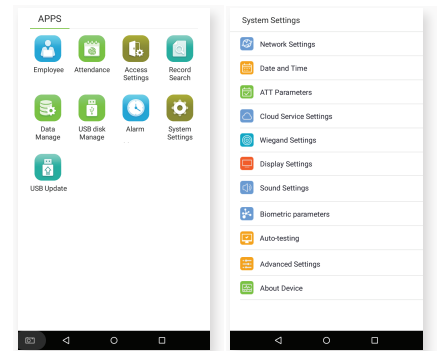 APPS
Employee
Attendance
Access
Settings
Record
Search
Data
Manage
USB disk
Manage
Alarm
System
Settings
USB Update
System Settings
Network Settings
Date and Time
ATT Parameters
Cloud Service Settings
Wiegand Settings
Display Settings
Sound Settings
Biometric parameters
Auto-testing
Advanced Settings
About Device